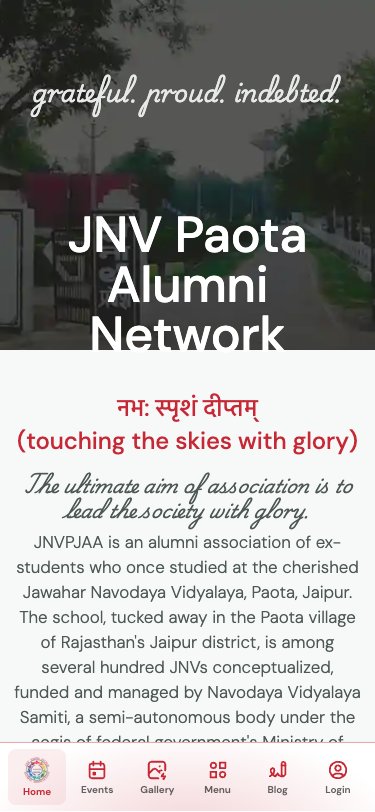 grateful. proud. indebted.
JNV Paota
Alumni
Network
नभ: स्पृशं दीप्तम्
(touching the skies with glory)
The ultimate aim of association is to
lead the society with glory.
JNVPJAA is an alumni association of ex-
students who once studied at the cherished
Jawahar Navodaya Vidyalaya, Paota, Jaipur.
The school, tucked away in the Paota village
of Rajasthan's Jaipur district, is among
several hundred JNVs conceptualized,
funded and managed by Navodaya Vidyalaya
Samiti, a semi-autonomous body under the
aegis of federal government's Ministry of
Home
Events
Gallery
Menu
Blog
Login